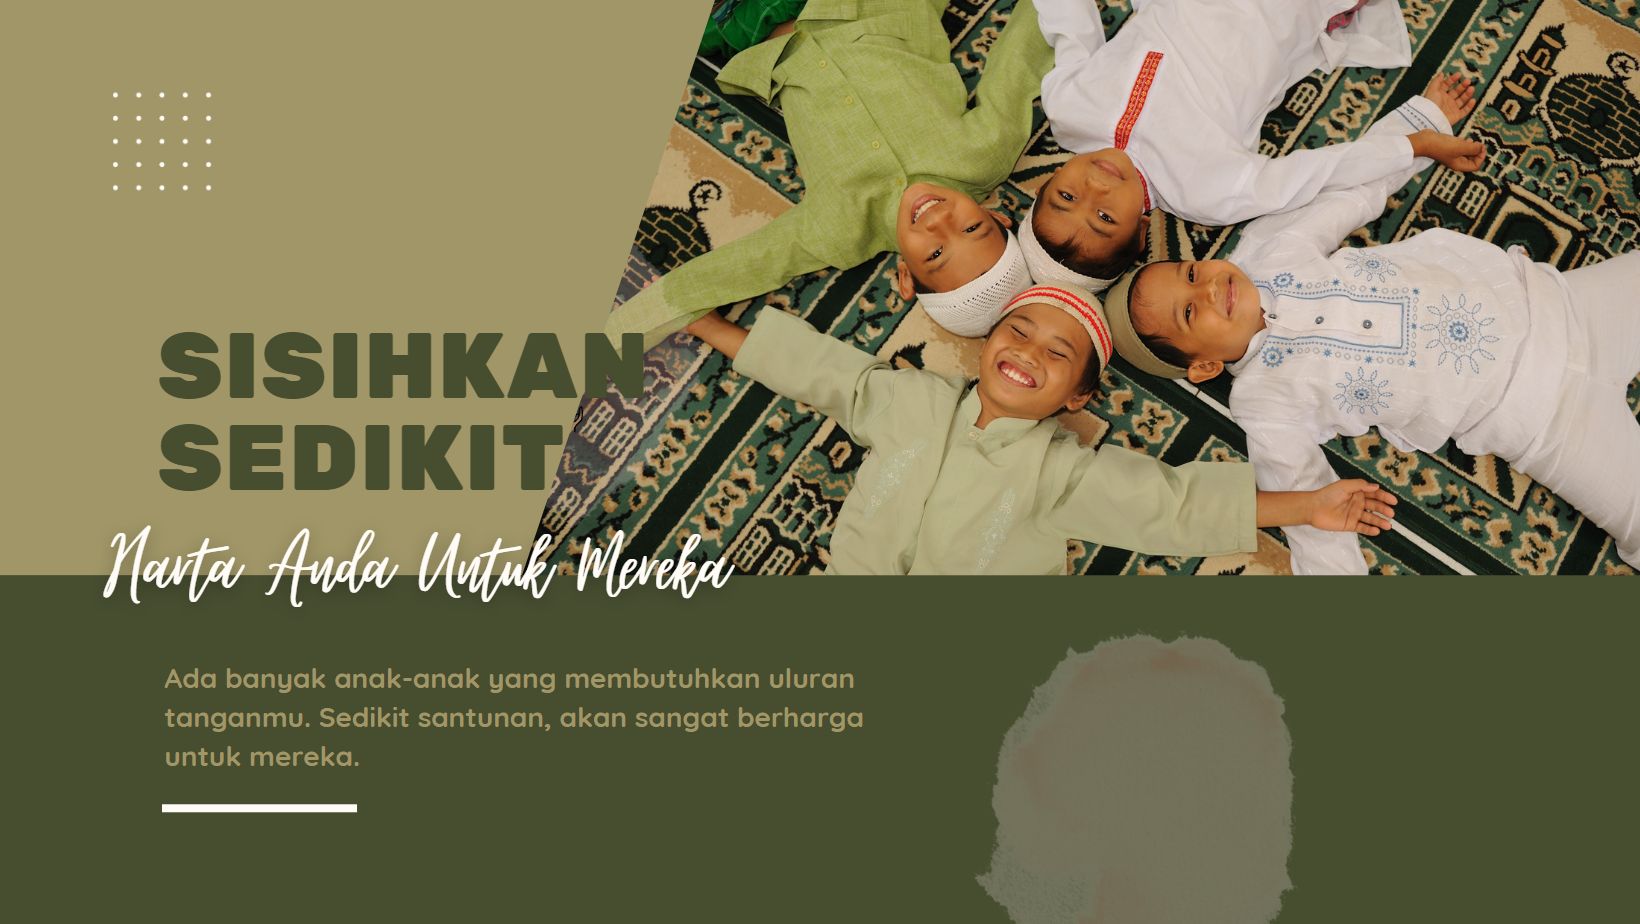 SISIHKAN
SEDIKIT
Harta Anda Untuk Mereka
Ada banyak anak-anak yang membutuhkan uluran
tanganmu. Sedikit santunan, akan sangat berharga
untuk mereka.